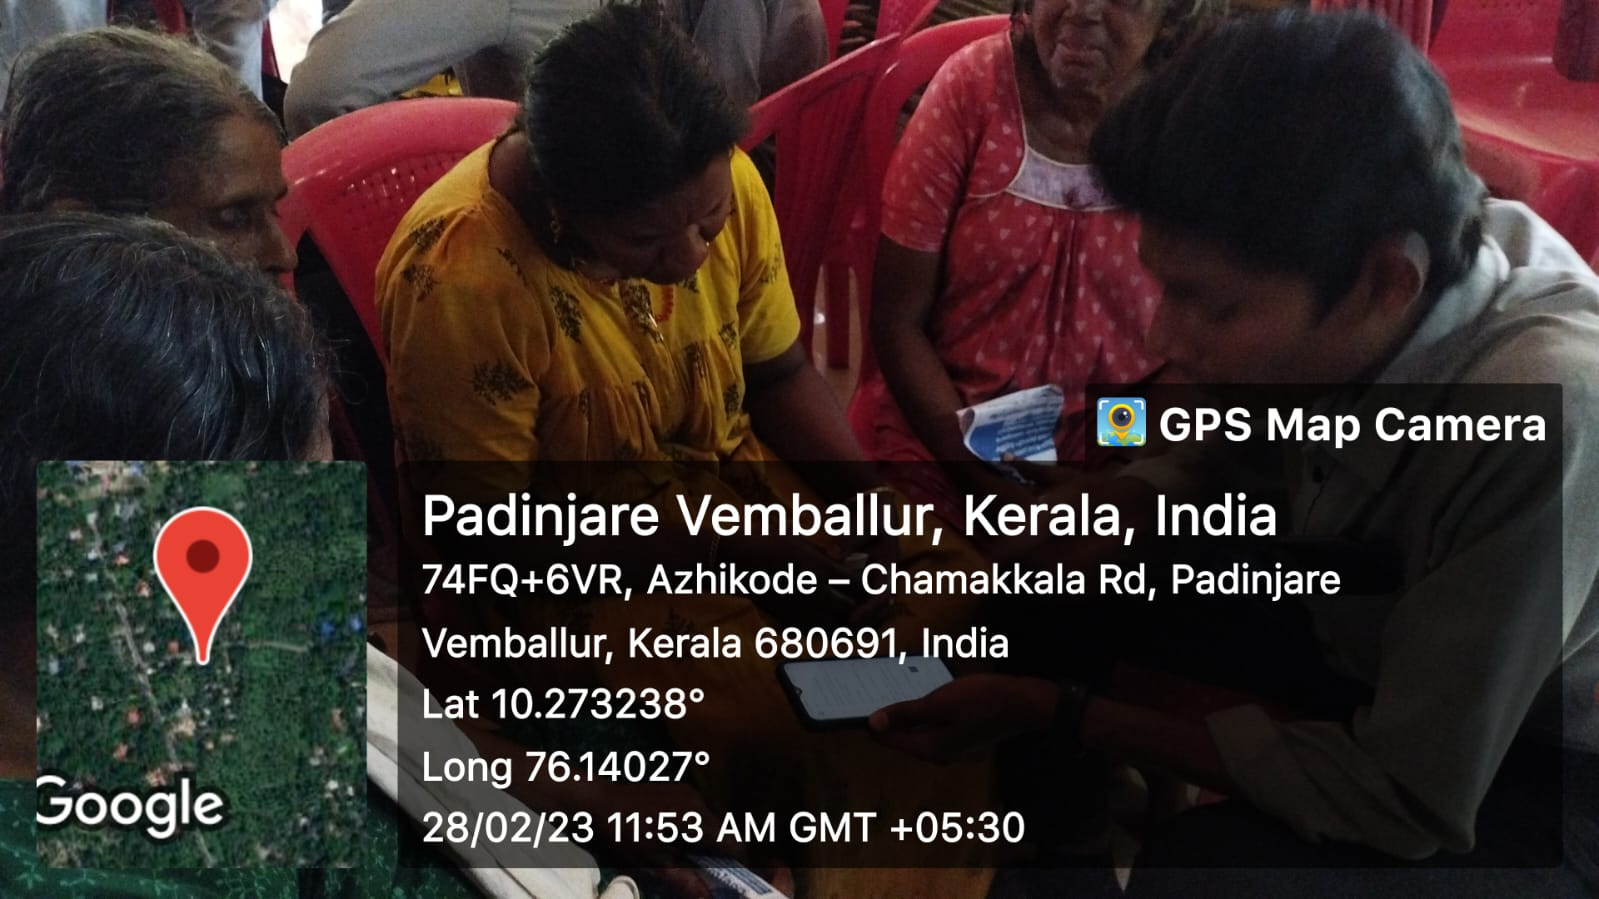 GPS Map Camera
Padinjare Vemballur, Kerala, India
74FQ+6VR, Azhikode – Chamakkala Rd, Padinjare
Vemballur, Kerala 680691, India
Lat 10.273238°
Long 76.14027°
28/02/23 11:53 AM GMT +05:30
Google